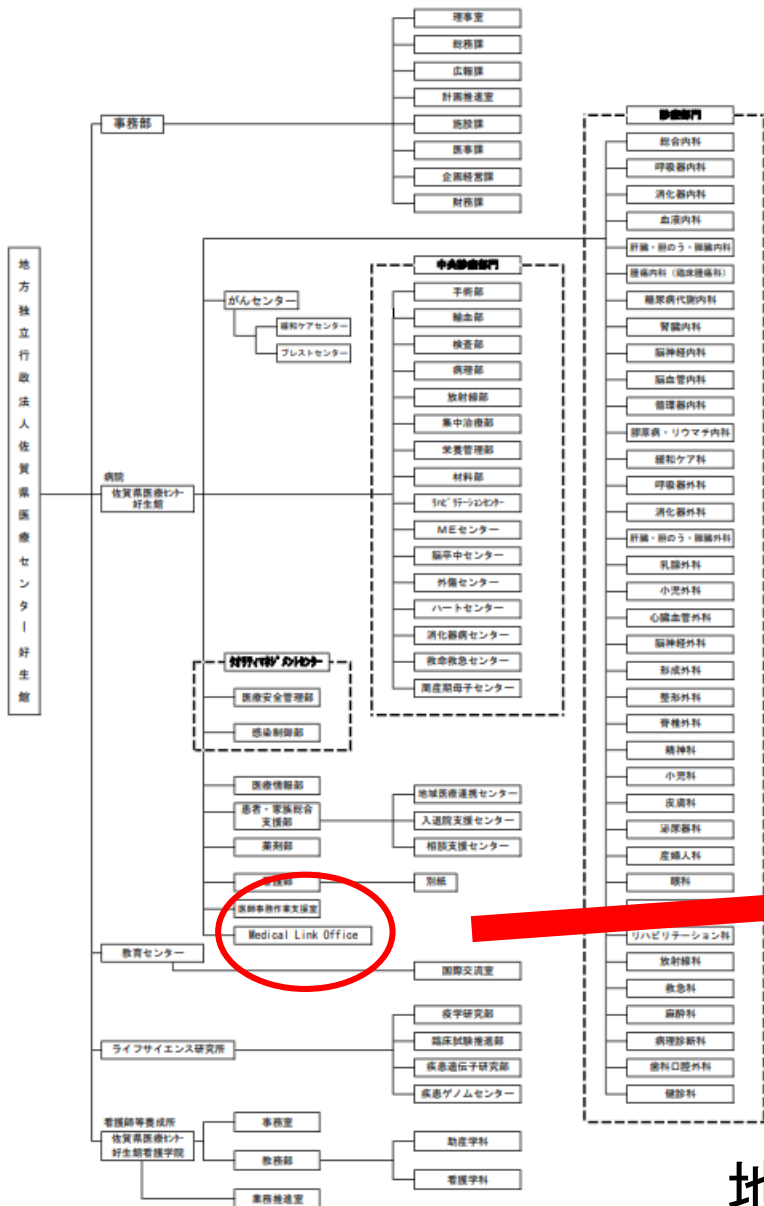 地方独立行政法人佐賀県医療センター好生館
事務部
理事室
総務課
広報課
計画推進室
施設課
医事課
企画経営課
財務課
病院
佐賀県医療センター
好生館
がんセンター
緩和ケアセンター
ブレストセンター
中央診療部門
手術部
輸血部
検査部
病理部
放射線部
集中治療部
栄養管理部
材料部
リハビリテーションセンター
MEセンター
脳卒中センター
外傷センター
ハートセンター
消化器病センター
救命救急センター
周産期母子センター
クオリティマネジメントセンター
医療安全管理部
感染制御部
医療情報部
患者・家族総合
支援部
地域医療連携センター
入退院支援センター
相談支援センター
薬剤部
看護部
別紙
医師事務作業支援室
Medical Link Office
診療部門
総合内科
呼吸器内科
消化器内科
血液内科
肝臓・胆のう・膵臓内科
腫瘍内科（臨床腫瘍科）
糖尿病代謝内科
腎臓内科
脳神経内科
脳血管内科
循環器内科
膠原病・リウマチ内科
緩和ケア科
呼吸器外科
消化器外科
肝臓・胆のう・膵臓外科
乳腺外科
小児外科
心臓血管外科
脳神経外科
形成外科
整形外科
脊椎外科
精神科
小児科
皮膚科
泌尿器科
産婦人科
眼科
リハビリテーション科
放射線科
救急科
麻酔科
病理診断科
歯科口腔外科
健診科
教育センター
国際交流室
ライフサイエンス研究所
疫学研究部
臨床試験推進部
疾患遺伝子研究部
疾患ゲノムセンター
看護師等養成所
佐賀県医療センター
好生館看護学院
事務室
教務部
助産学科
看護学科
業務推進室
地